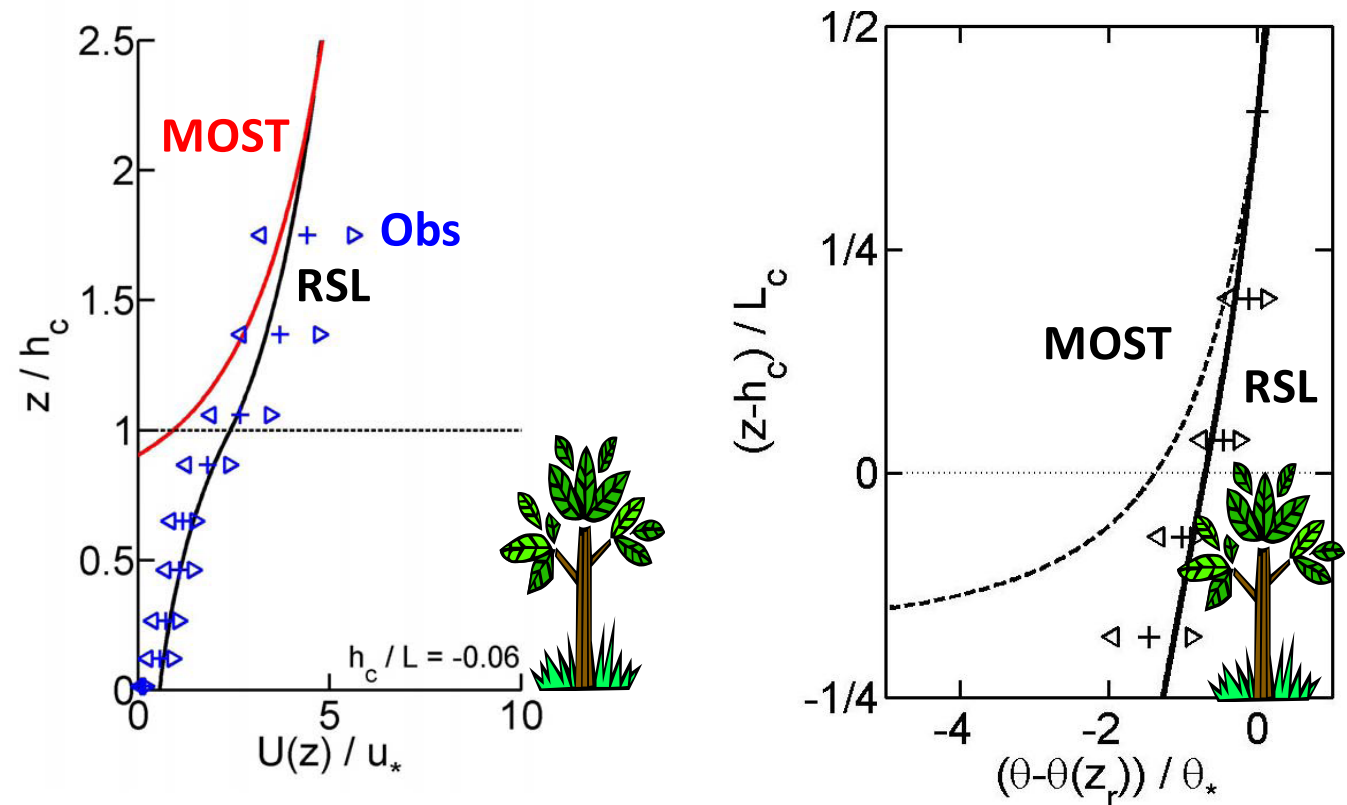 2.5
2
1.5
1
0.5
0
z / h_c
MOST
Obs
RSL
h_c / L = -0.06
0
5
10
U(z) / u_*
1/2
1/4
0
-1/4
(z-h_c) / L_c
MOST
RSL
-4
-2
0
(θ-θ(z_r)) / θ_*